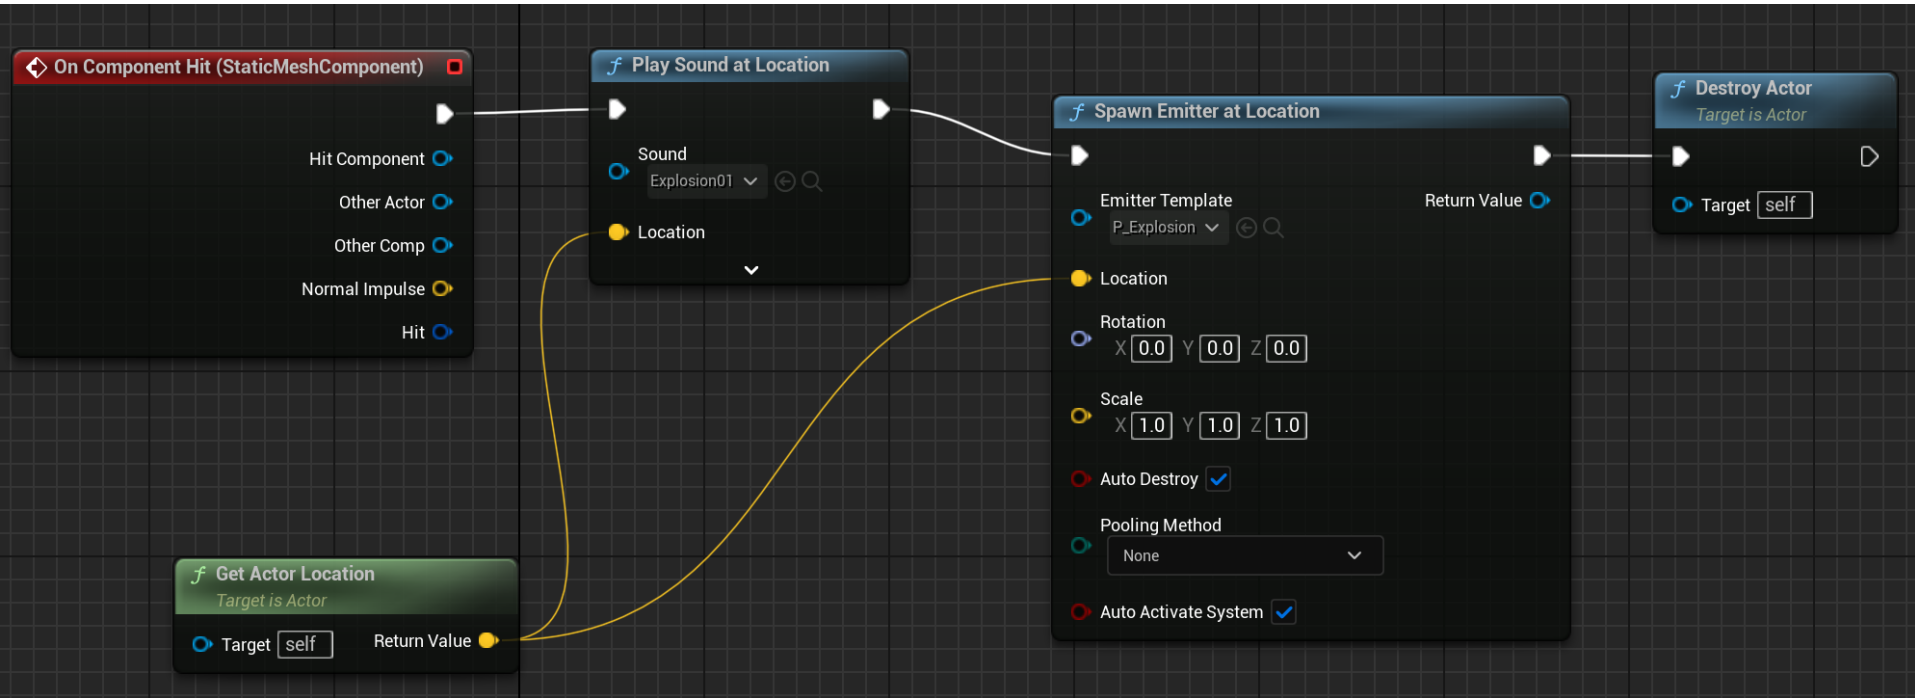 On Component Hit (StaticMeshComponent)
Hit Component
Other Actor
Other Comp
Normal Impulse
Hit
f Play Sound at Location
Sound
Explosion01
Location
f Spawn Emitter at Location
Emitter Template
P_Explosion
Return Value
Location
Rotation
X 0.0 Y 0.0 Z 0.0
Scale
X 1.0 Y 1.0 Z 1.0
Auto Destroy
Pooling Method
None
Auto Activate System
f Destroy Actor
Target is Actor
Target self
f Get Actor Location
Target is Actor
Target self Return Value